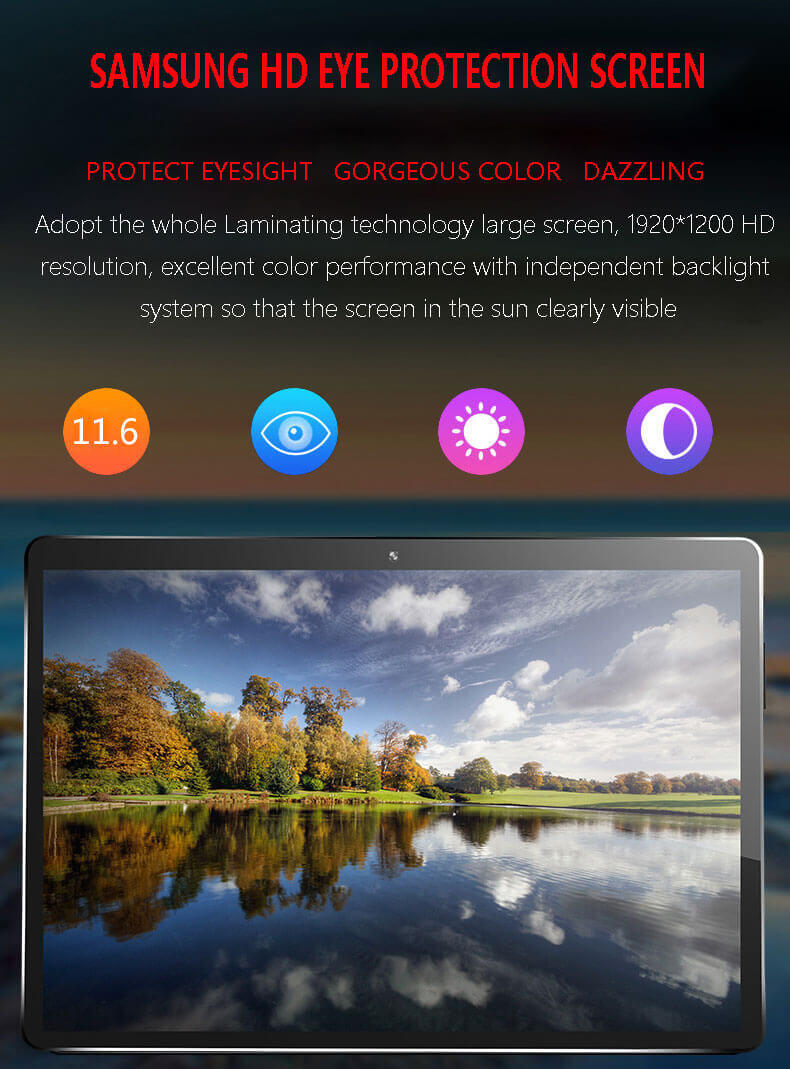 SAMSUNG HD EYE PROTECTION SCREEN
PROTECT EYESIGHT GORGEOUS COLOR DAZZLING
Adopt the whole Laminating technology large screen, 1920*1200 HD
resolution, excellent color performance with independent backlight
system so that the screen in the sun clearly visible
11.6